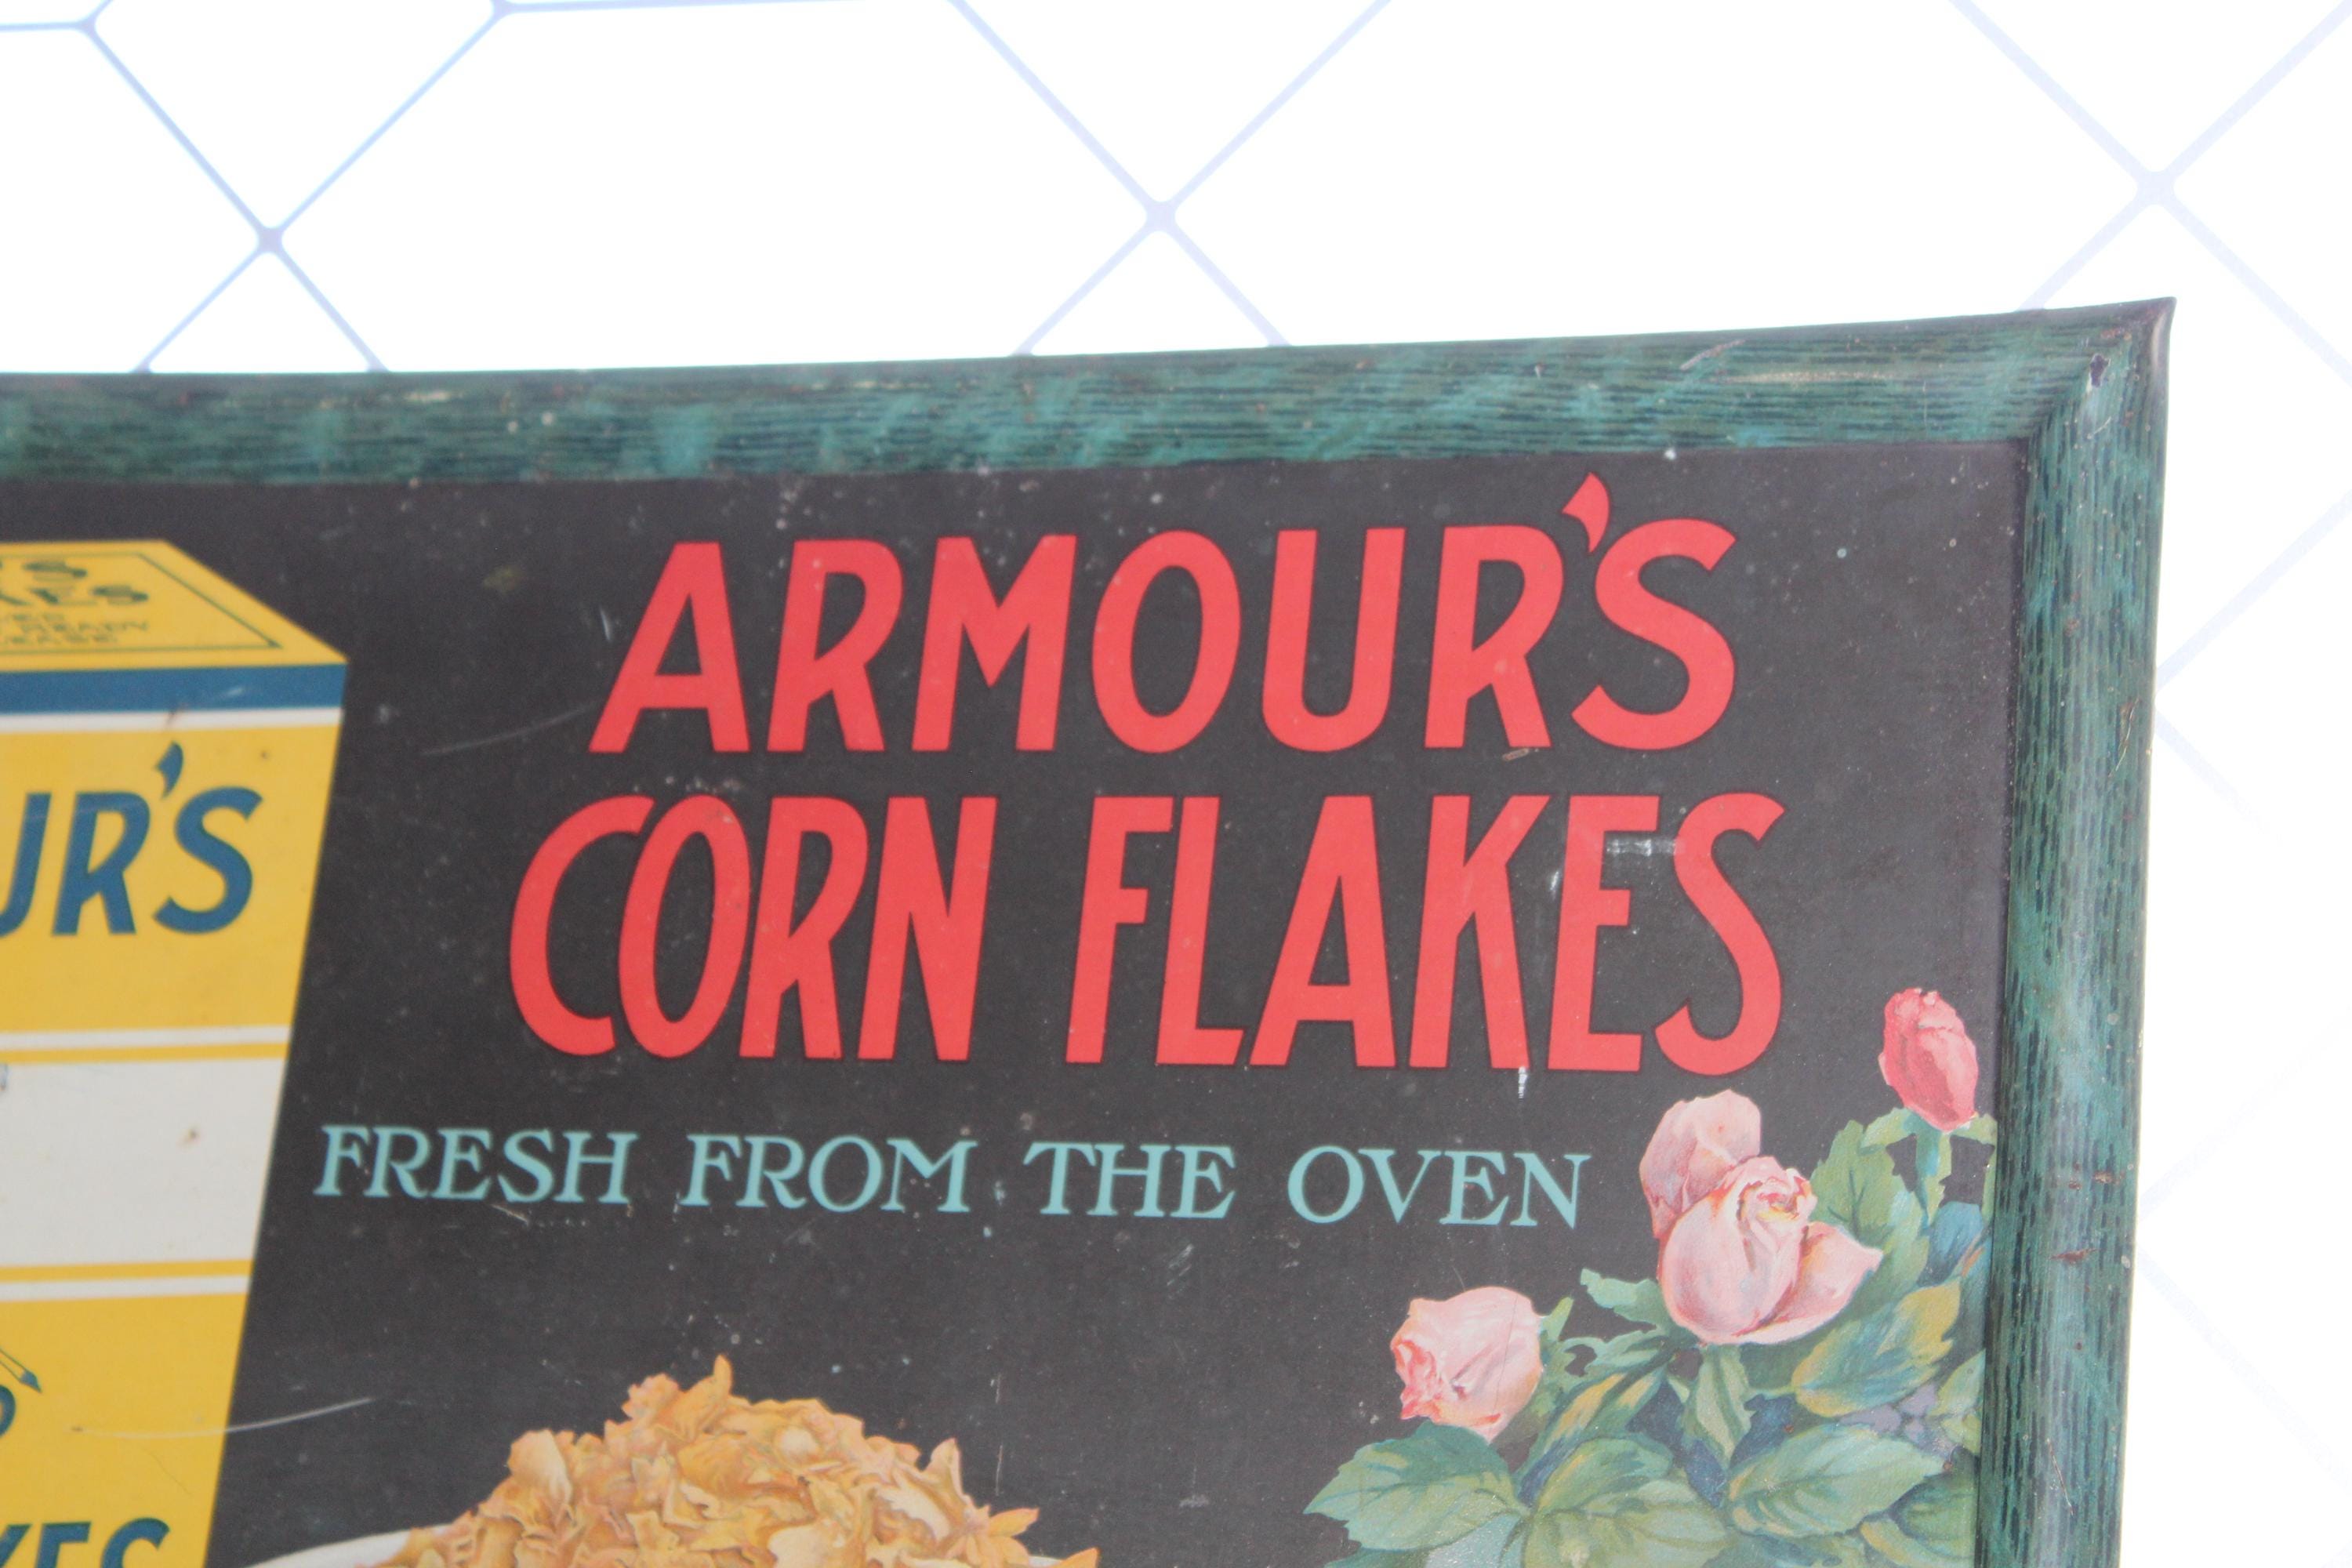 ARMOUR'S
CORN FLAKES
FRESH FROM THE OVEN
UR'S